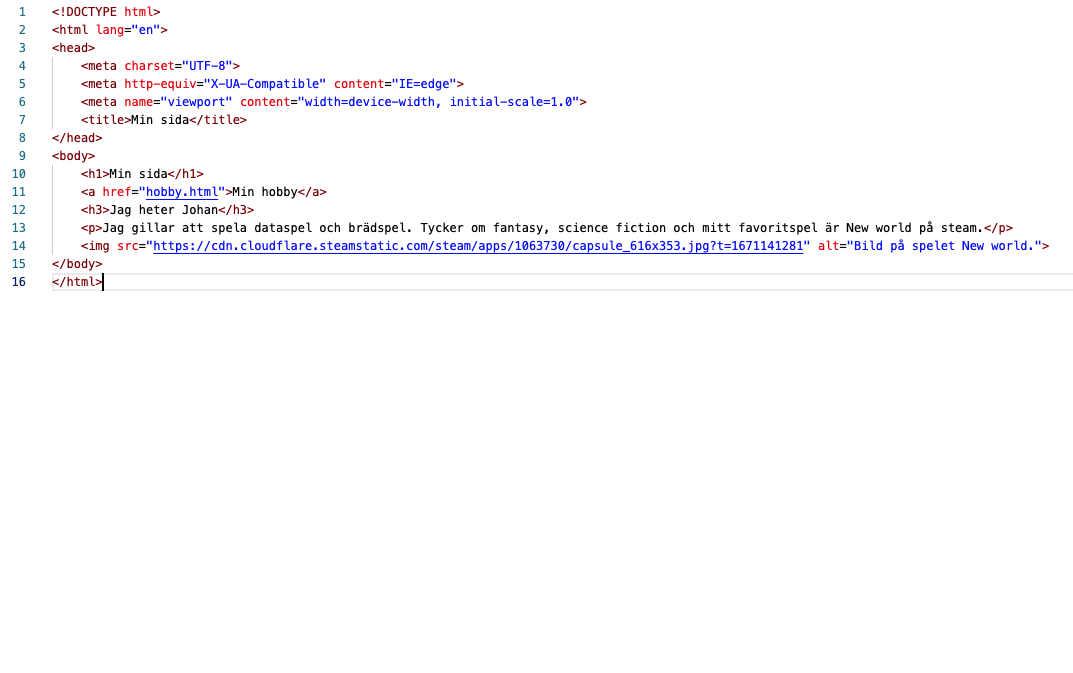 1 <!DOCTYPE html>
2 <html lang="en">
3 <head>
4     <meta charset="UTF-8">
5     <meta http-equiv="X-UA-Compatible" content="IE=edge">
6     <meta name="viewport" content="width=device-width, initial-scale=1.0">
7     <title>Min sida</title>
8 </head>
9 <body>
10     <h1>Min sida</h1>
11     <a href="hobby.html">Min hobby</a>
12     <h3>Jag heter Johan</h3>
13     <p>Jag gillar att spela dataspel och brädspel. Tycker om fantasy, science fiction och mitt favoritspel är New world på steam.</p>
14     <img src="https://cdn.cloudflare.steamstatic.com/steam/apps/1063730/capsule_616x353.jpg?t=1671141281" alt="Bild på spelet New world.">
15 </body>
16 </html>